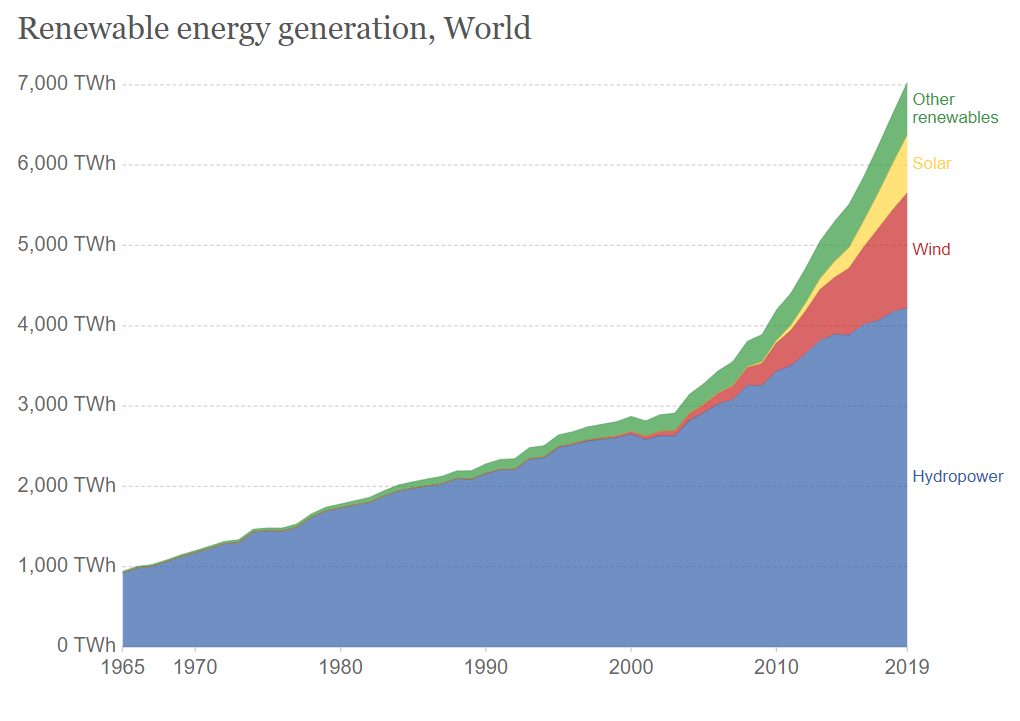 Renewable energy generation, World
7,000 TWh
6,000 TWh
5,000 TWh
4,000 TWh
3,000 TWh
2,000 TWh
1,000 TWh
0 TWh
Other
renewables
Solar
Wind
Hydropower
1965 1970 1980 1990 2000 2010 2019